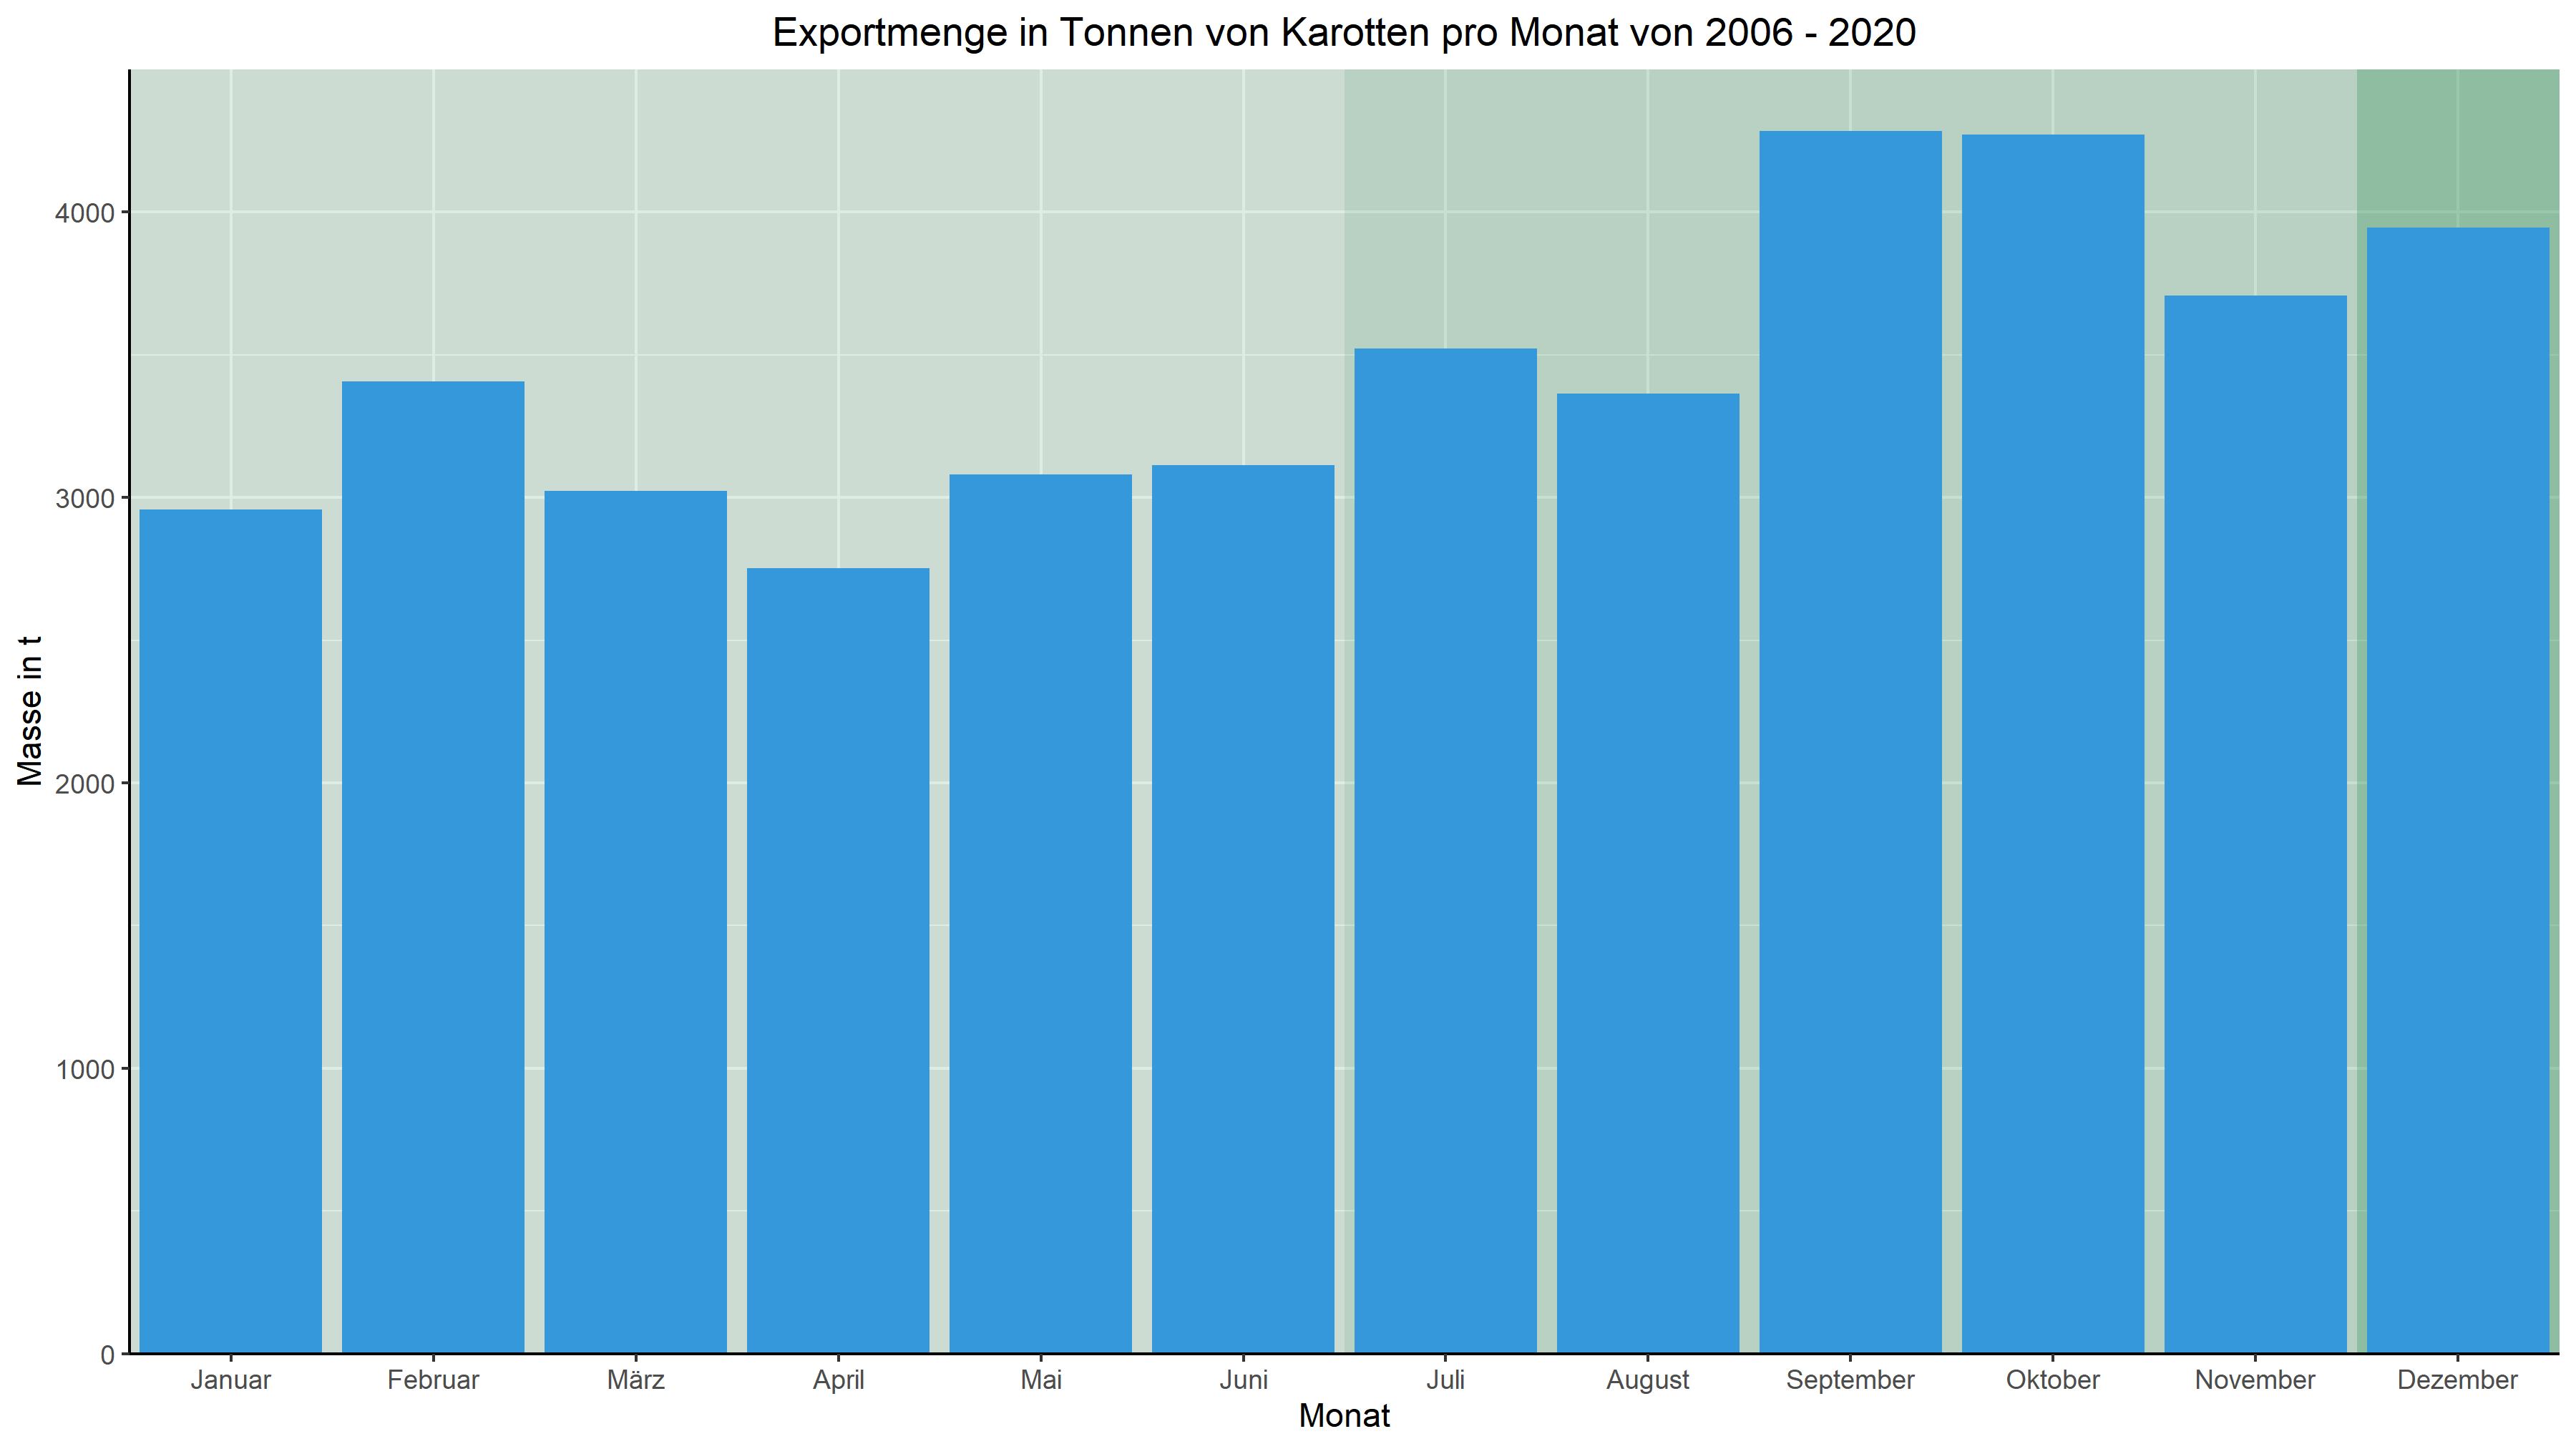 Exportmenge in Tonnen von Karotten pro Monat von 2006 - 2020
Masse in t
4000
3000
2000
1000
0
Januar Februar März April Mai Juni Juli August September Oktober November Dezember
Monat